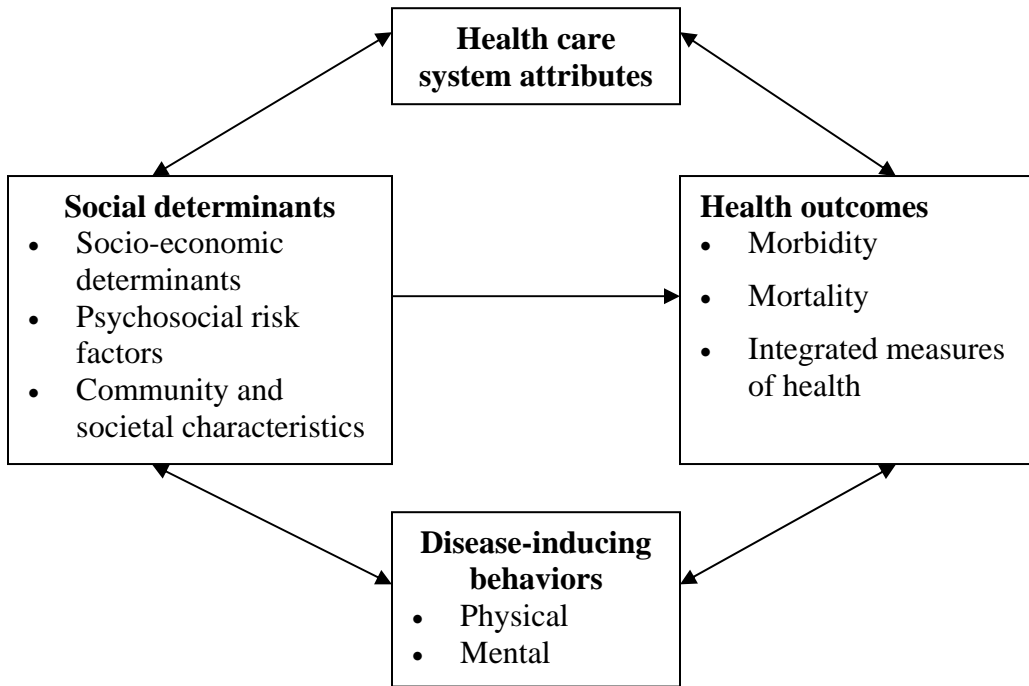 Health care
system attributes
Social determinants
• Socio-economic
determinants
• Psychosocial risk
factors
• Community and
societal characteristics
Health outcomes
• Morbidity
• Mortality
• Integrated measures
of health
Disease-inducing
behaviors
• Physical
• Mental